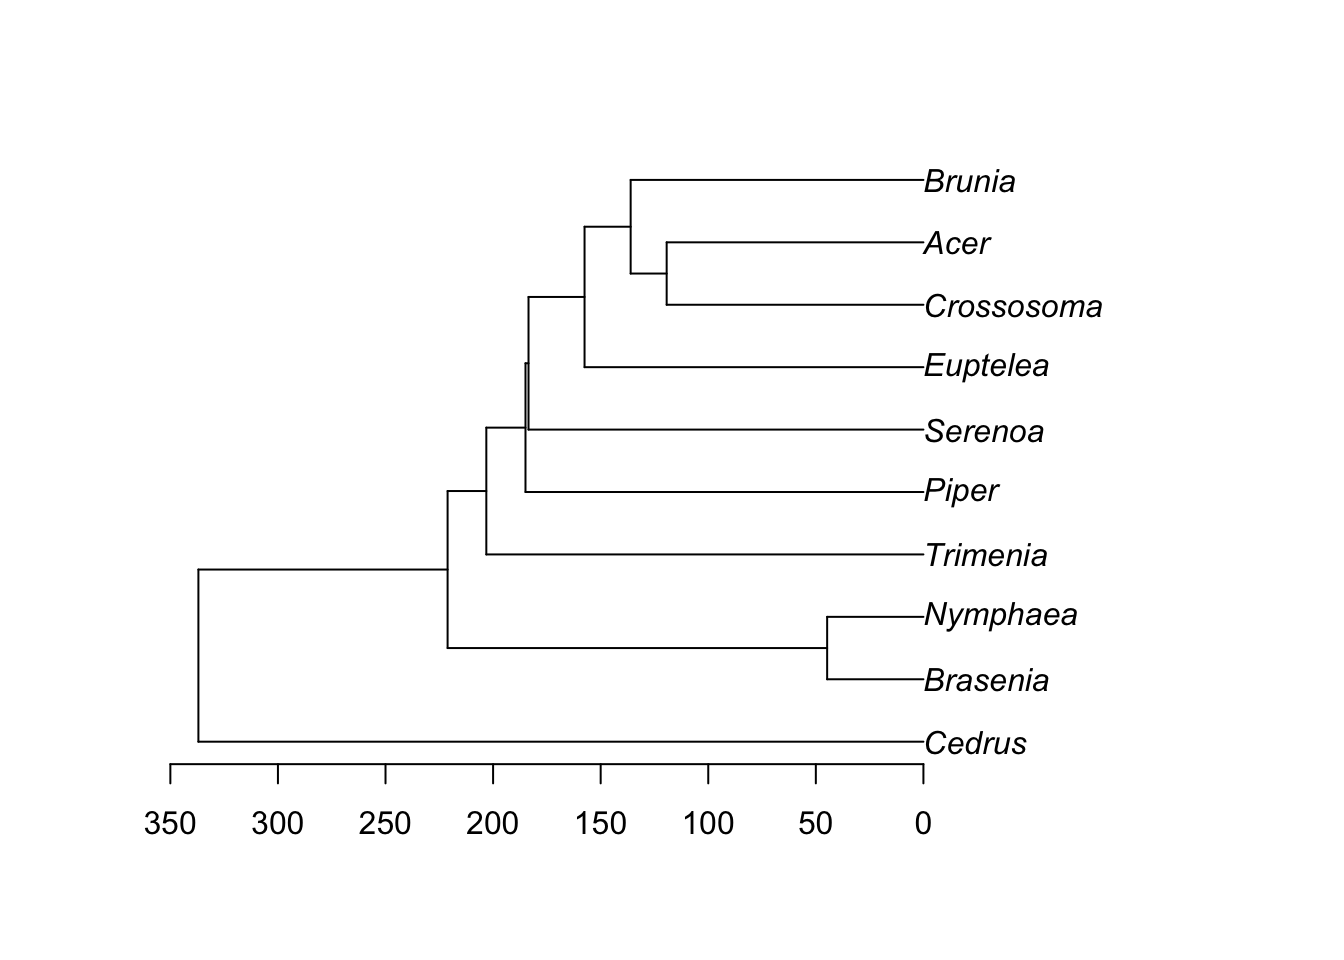 Brunia
Acer
Crossosoma
Euptelea
Serenoa
Piper
Trimenia
Nymphaea
Brasenia
Cedrus
350 300 250 200 150 100 50 0